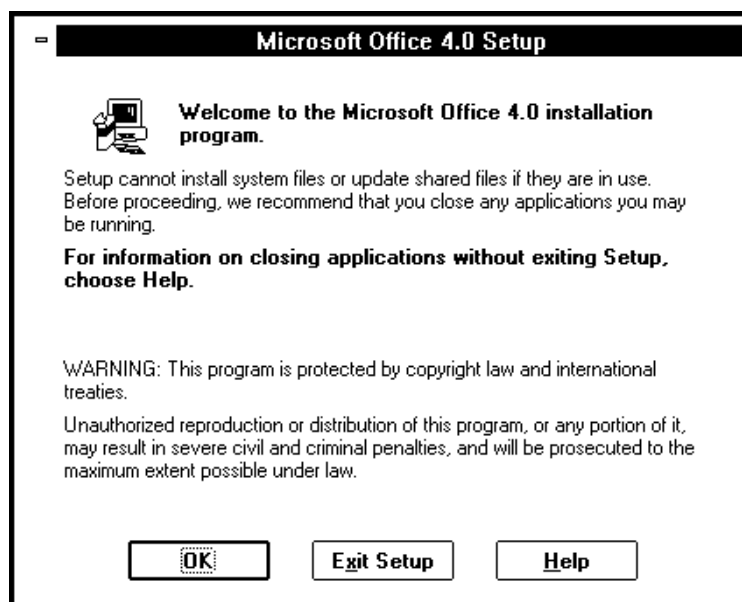 Microsoft Office 4.0 Setup
Welcome to the Microsoft Office 4.0 installation
program.
Setup cannot install system files or update shared files if they are in use.
Before proceeding, we recommend that you close any applications you may
be running.
For information on closing applications without exiting Setup,
choose Help.
WARNING: This program is protected by copyright law and international
treaties.
Unauthorized reproduction or distribution of this program, or any portion of it,
may result in severe civil and criminal penalties, and will be prosecuted to the
maximum extent possible under law.
OK Exit Setup Help